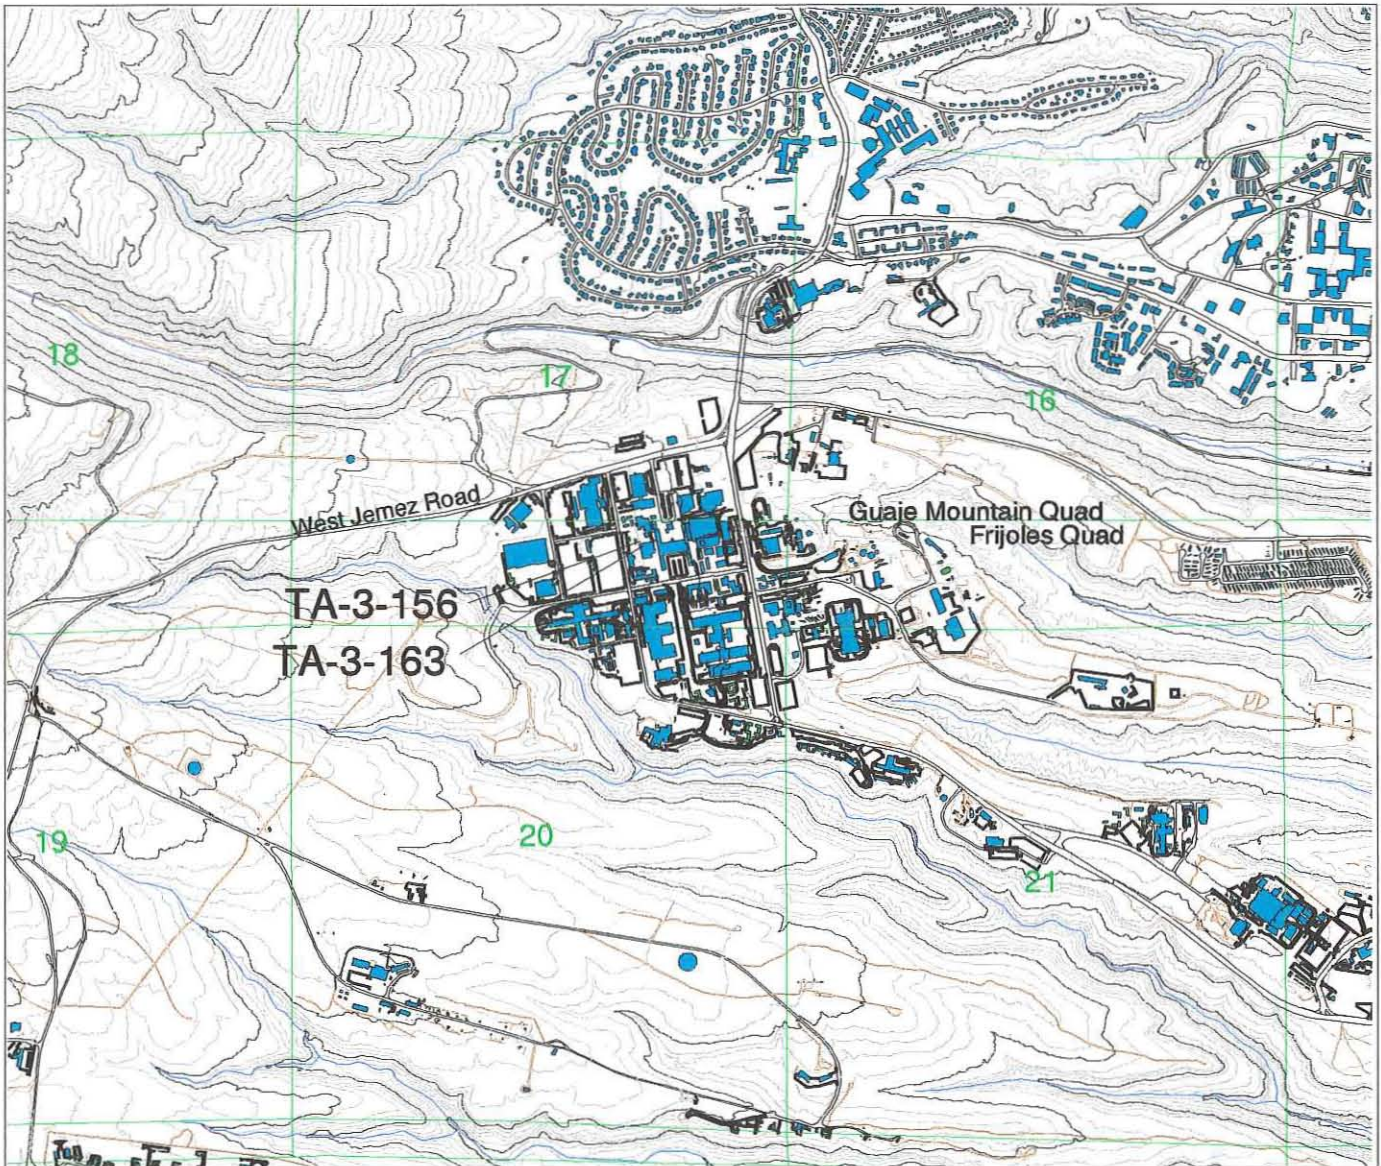 18
17
16
West Jemez Road
Guaje Mountain Quad
Frijoles Quad
TA-3-156
TA-3-163
19
20
21